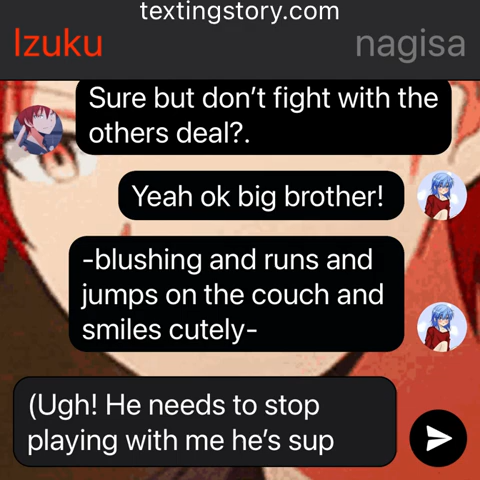 textingstory.com
Izuku nagisa
Sure but don’t fight with the
others deal?.
Yeah ok big brother!
-blushing and runs and
jumps on the couch and
smiles cutely-
(Ugh! He needs to stop
playing with me he’s sup